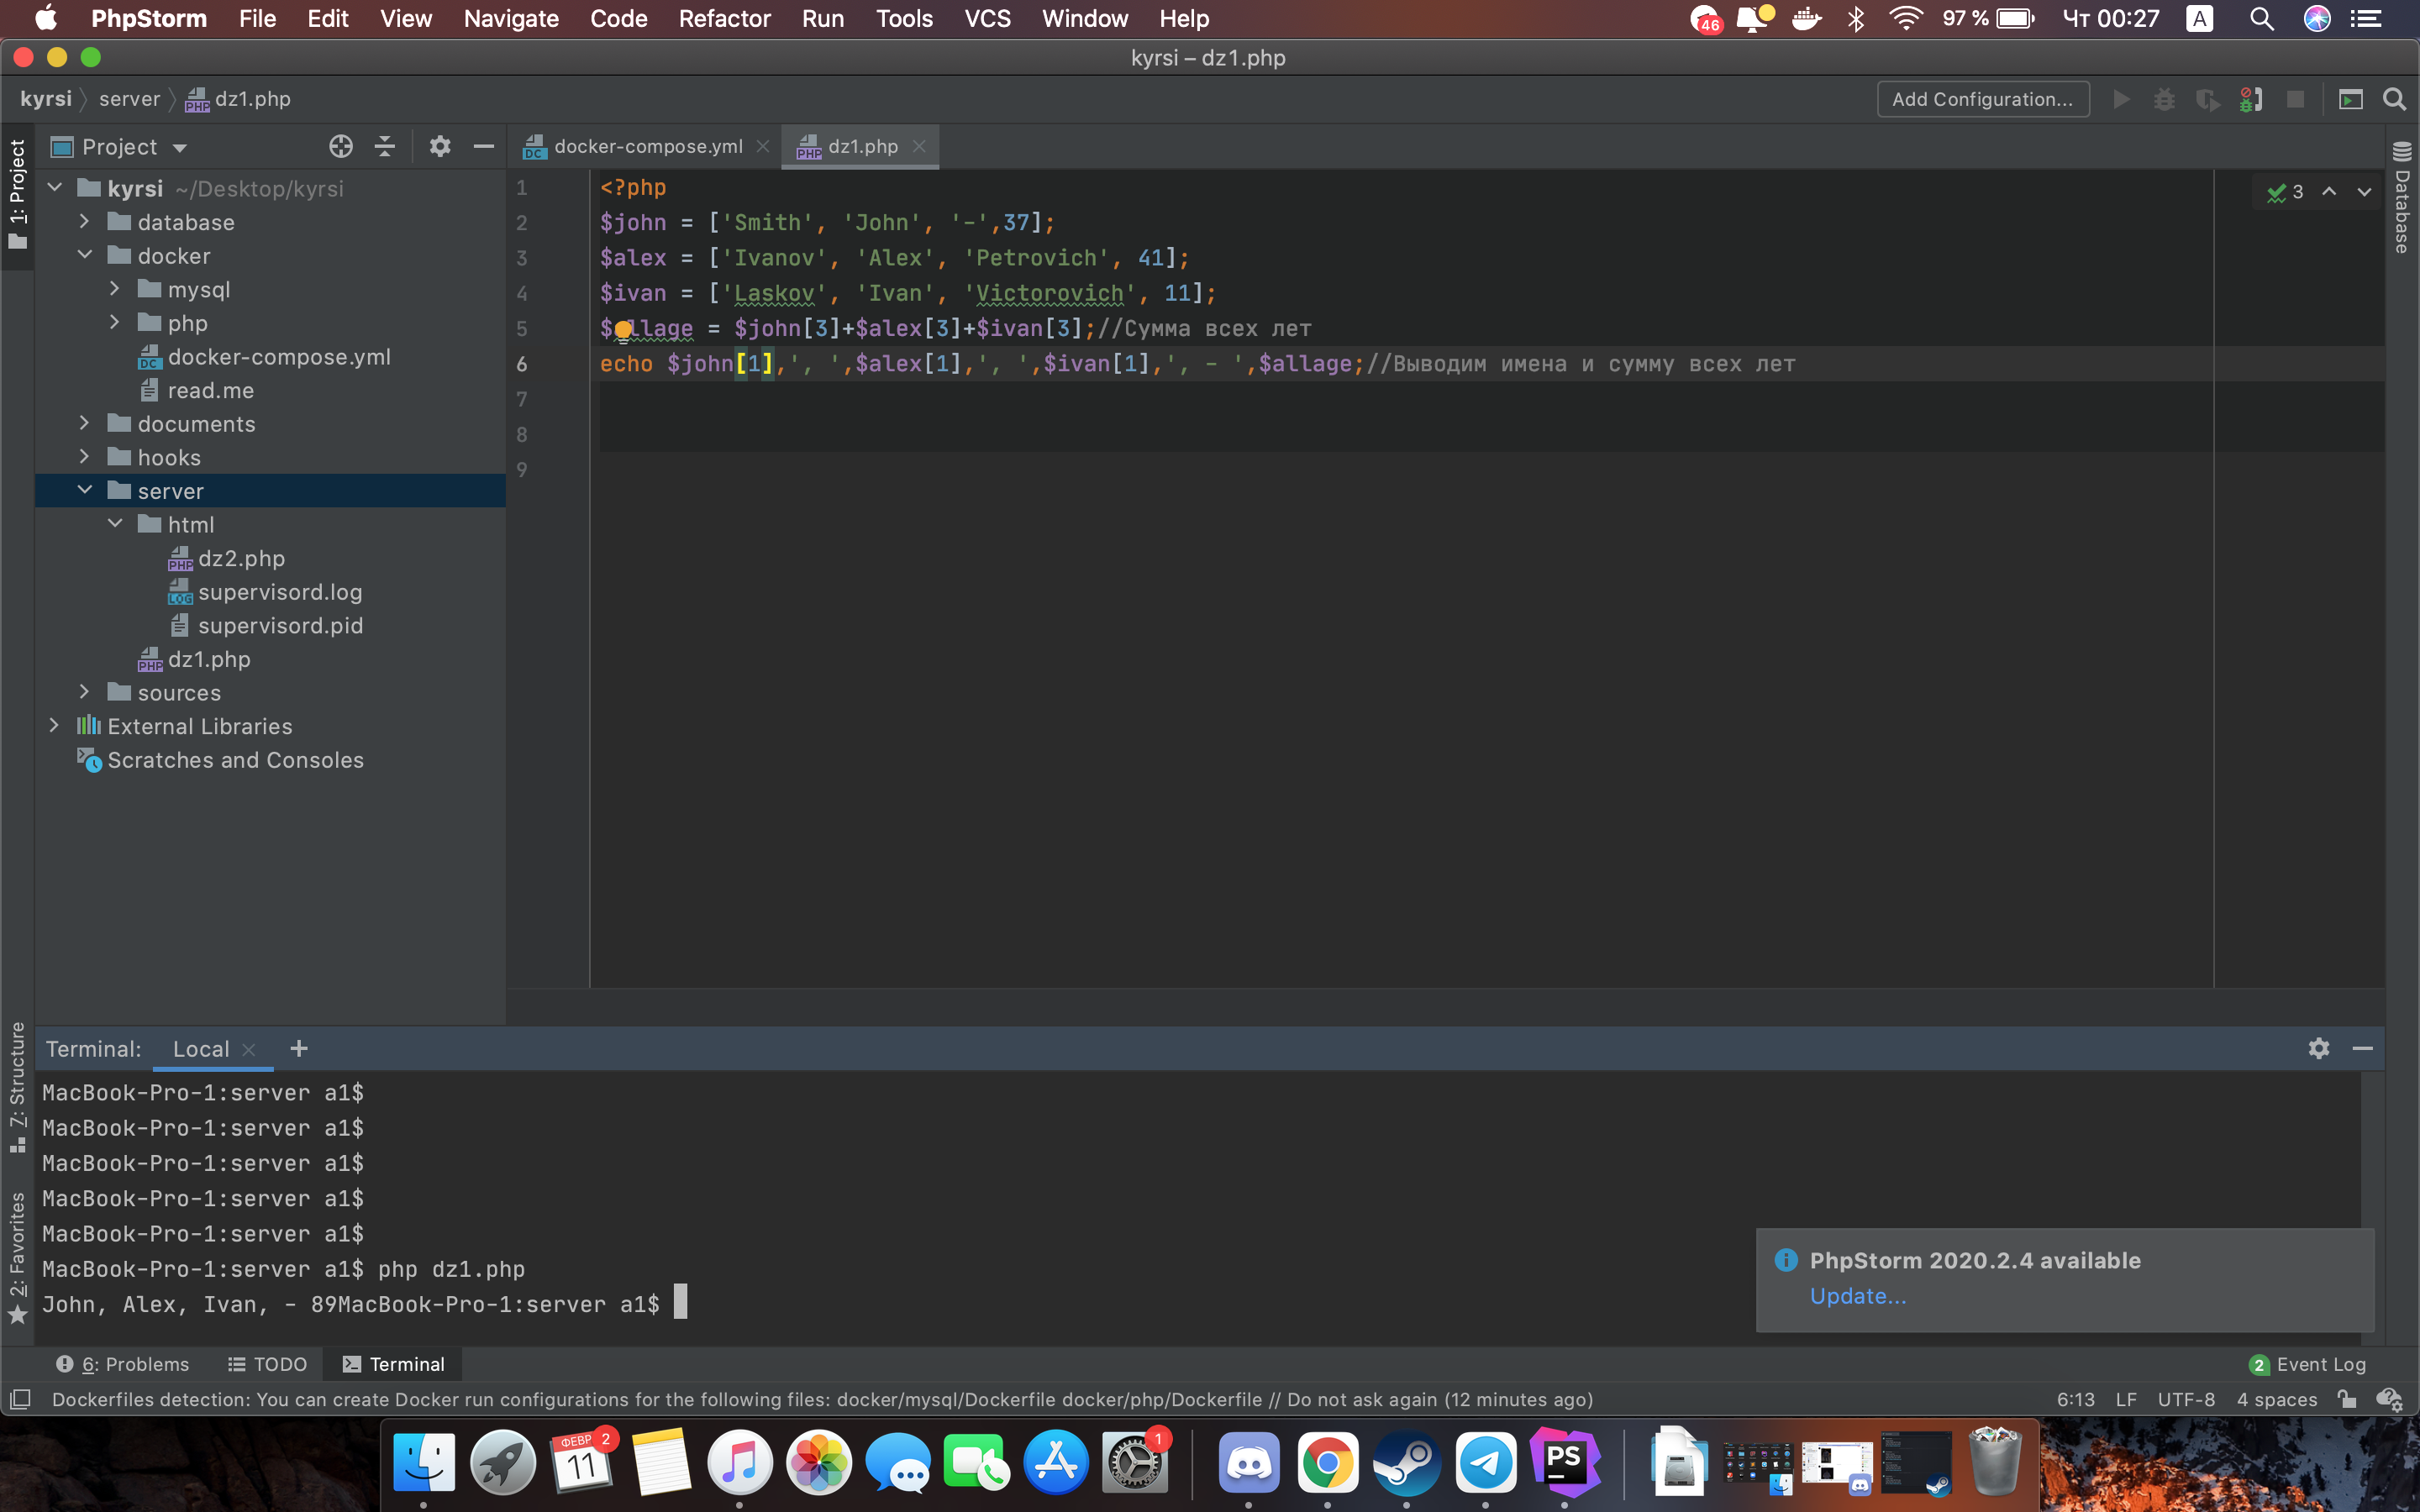 PhpStorm File Edit View Navigate Code Refactor Run Tools VCS Window Help 46 97 % Чт 00:27 A
kyrsi – dz1.php
kyrsi server dz1.php Add Configuration...
1: Project
Project
docker-compose.yml
dz1.php
kyrsi ~/Desktop/kyrsi
database
docker
mysql
php
docker-compose.yml
read.me
documents
hooks
server
html
dz2.php
supervisord.log
supervisord.pid
dz1.php
sources
External Libraries
Scratches and Consoles
3
Database
1 <?php
2 $john = ['Smith', 'John', '-',37];
3 $alex = ['Ivanov', 'Alex', 'Petrovich', 41];
4 $ivan = ['Laskov', 'Ivan', 'Victorovich', 11];
5 $allage = $john[3]+$alex[3]+$ivan[3];//Сумма всех лет
6 echo $john[1],', ',$alex[1],', ',$ivan[1],', - ',$allage;//Выводим имена и сумму всех лет
7
8
9
7: Structure
2: Favorites
Terminal: Local
MacBook-Pro-1:server a1$
MacBook-Pro-1:server a1$
MacBook-Pro-1:server a1$
MacBook-Pro-1:server a1$
MacBook-Pro-1:server a1$
MacBook-Pro-1:server a1$ php dz1.php
John, Alex, Ivan, - 89MacBook-Pro-1:server a1$
PhpStorm 2020.2.4 available
Update...
6: Problems TODO Terminal 2 Event Log
Dockerfiles detection: You can create Docker run configurations for the following files: docker/mysql/Dockerfile docker/php/Dockerfile // Do not ask again (12 minutes ago) 6:13 LF UTF-8 4 spaces
ФЕВР 2
11
1
PS